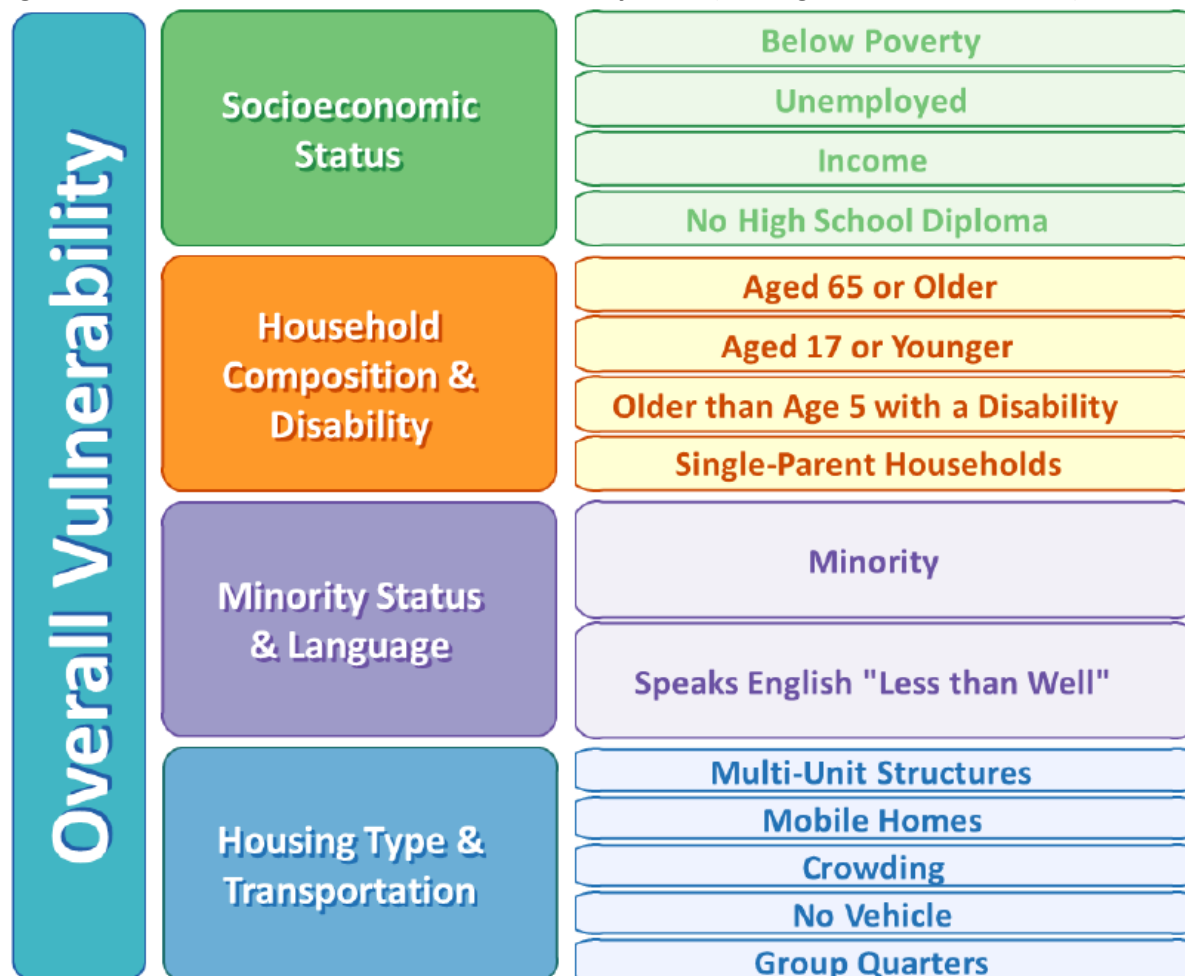 Overall Vulnerability
Socioeconomic
Status
Below Poverty
Unemployed
Income
No High School Diploma
Household
Composition &
Disability
Aged 65 or Older
Aged 17 or Younger
Older than Age 5 with a Disability
Single-Parent Households
Minority Status
& Language
Minority
Speaks English "Less than Well"
Housing Type &
Transportation
Multi-Unit Structures
Mobile Homes
Crowding
No Vehicle
Group Quarters